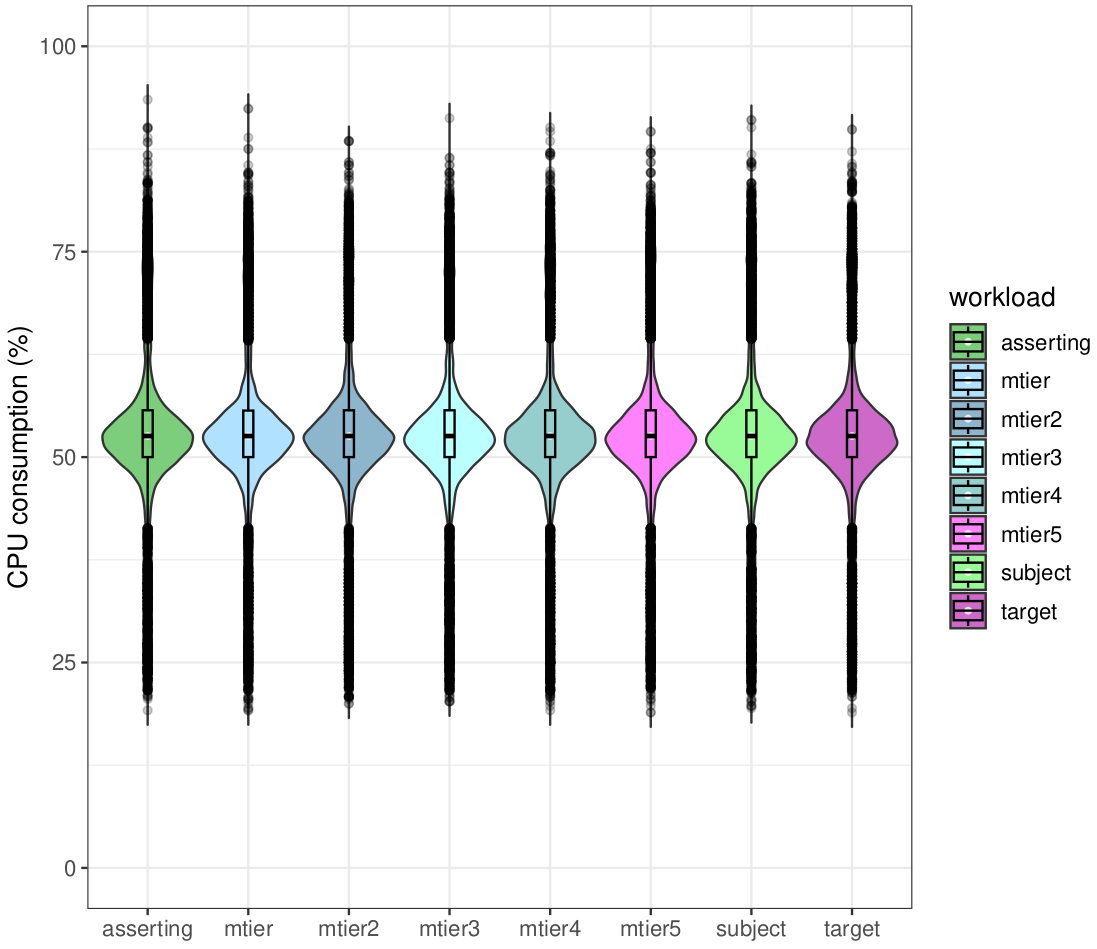 100
75
50
25
0
CPU consumption (%)
asserting mtier mtier2 mtier3 mtier4 mtier5 subject target
workload
asserting
mtier
mtier2
mtier3
mtier4
mtier5
subject
target